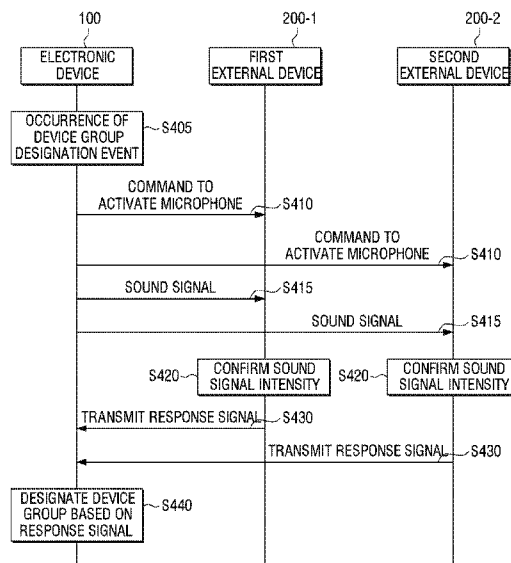 100
200-1
200-2
ELECTRONIC
DEVICE
FIRST
EXTERNAL DEVICE
SECOND
EXTERNAL DEVICE
OCCURRENCE OF
DEVICE GROUP
DESIGNATION EVENT
S405
COMMAND TO
ACTIVATE MICROPHONE
S410
COMMAND TO
ACTIVATE MICROPHONE
S410
SOUND SIGNAL
S415
SOUND SIGNAL
S415
S420
CONFIRM SOUND
SIGNAL INTENSITY
S420
CONFIRM SOUND
SIGNAL INTENSITY
TRANSMIT RESPONSE SIGNAL
S430
TRANSMIT RESPONSE SIGNAL
S430
DESIGNATE DEVICE
GROUP BASED ON
RESPONSE SIGNAL
S440